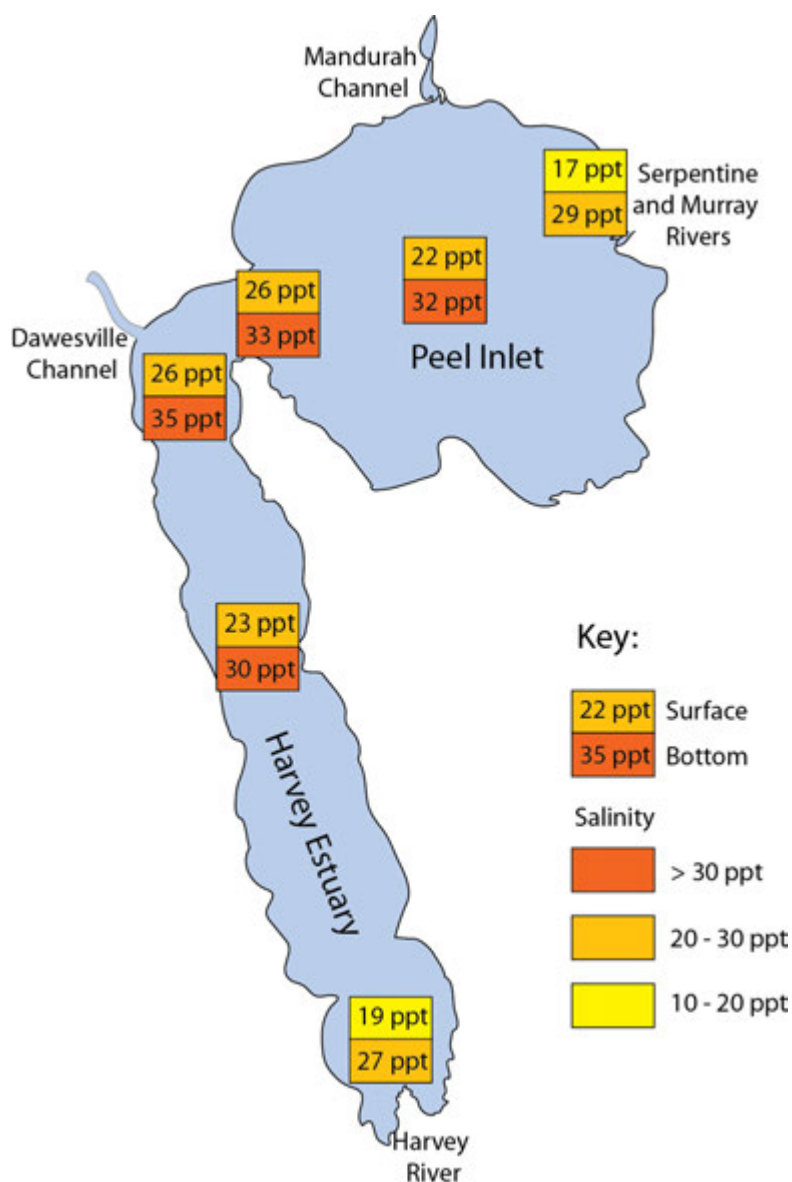 Mandurah
Channel
17 ppt
29 ppt
Serpentine
and Murray
Rivers
22 ppt
32 ppt
26 ppt
33 ppt
Peel Inlet
Dawesville
Channel
26 ppt
35 ppt
23 ppt
30 ppt
Harvey Estuary
19 ppt
27 ppt
Harvey
River
Key:
22 ppt Surface
35 ppt Bottom
Salinity
> 30 ppt
20 - 30 ppt
10 - 20 ppt